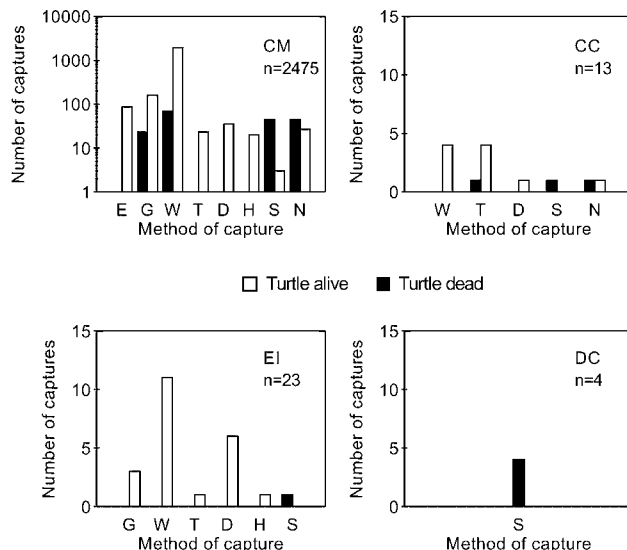 Number of captures
10000
1000
100
10
1
CM
n=2475
E G W T D H S N
Method of capture
Number of captures
15
10
5
0
CC
n=13
W T D S N
Method of capture
Turtle alive Turtle dead
Number of captures
15
10
5
0
EI
n=23
G W T D H S
Method of capture
Number of captures
15
10
5
0
DC
n=4
S
Method of capture